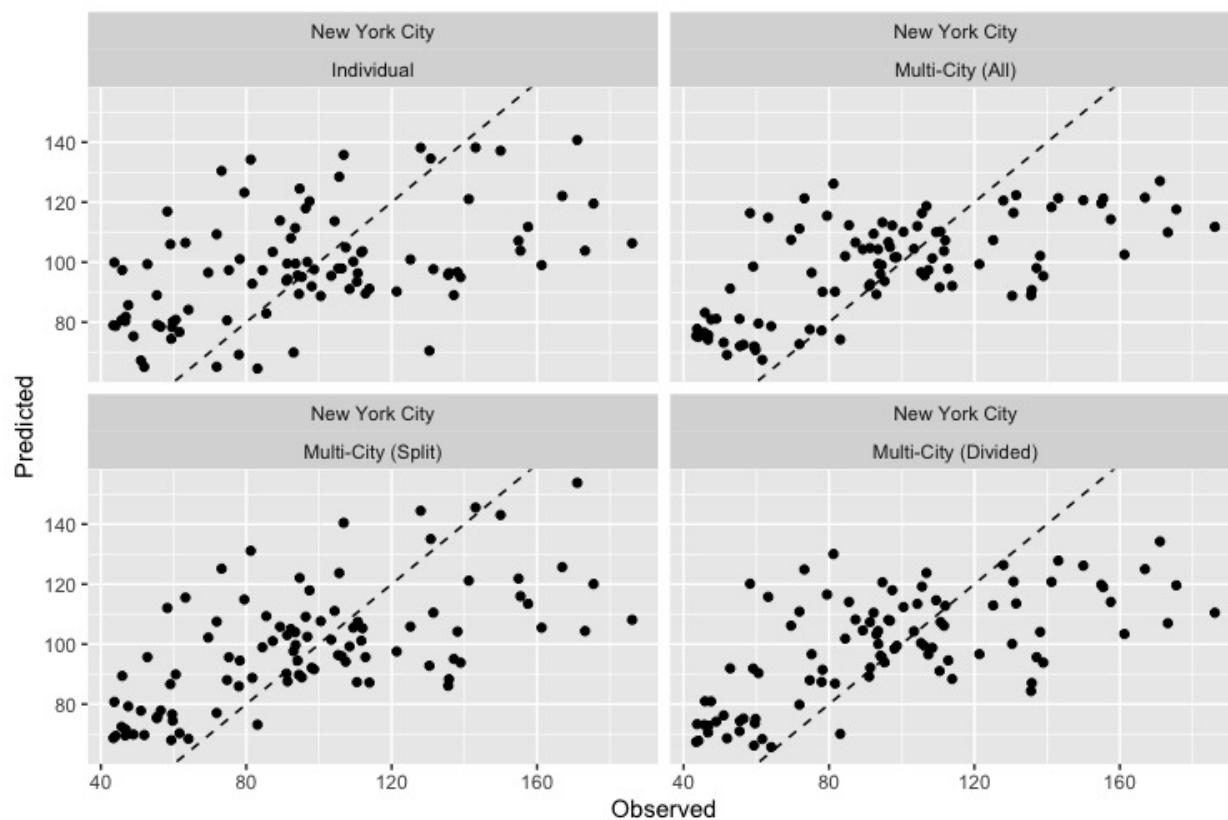 New York City
Individual
New York City
Multi-City (All)
140
120
100
80
New York City
Multi-City (Split)
New York City
Multi-City (Divided)
140
120
100
80
40
80
120
160
40
80
120
160
Predicted
Observed